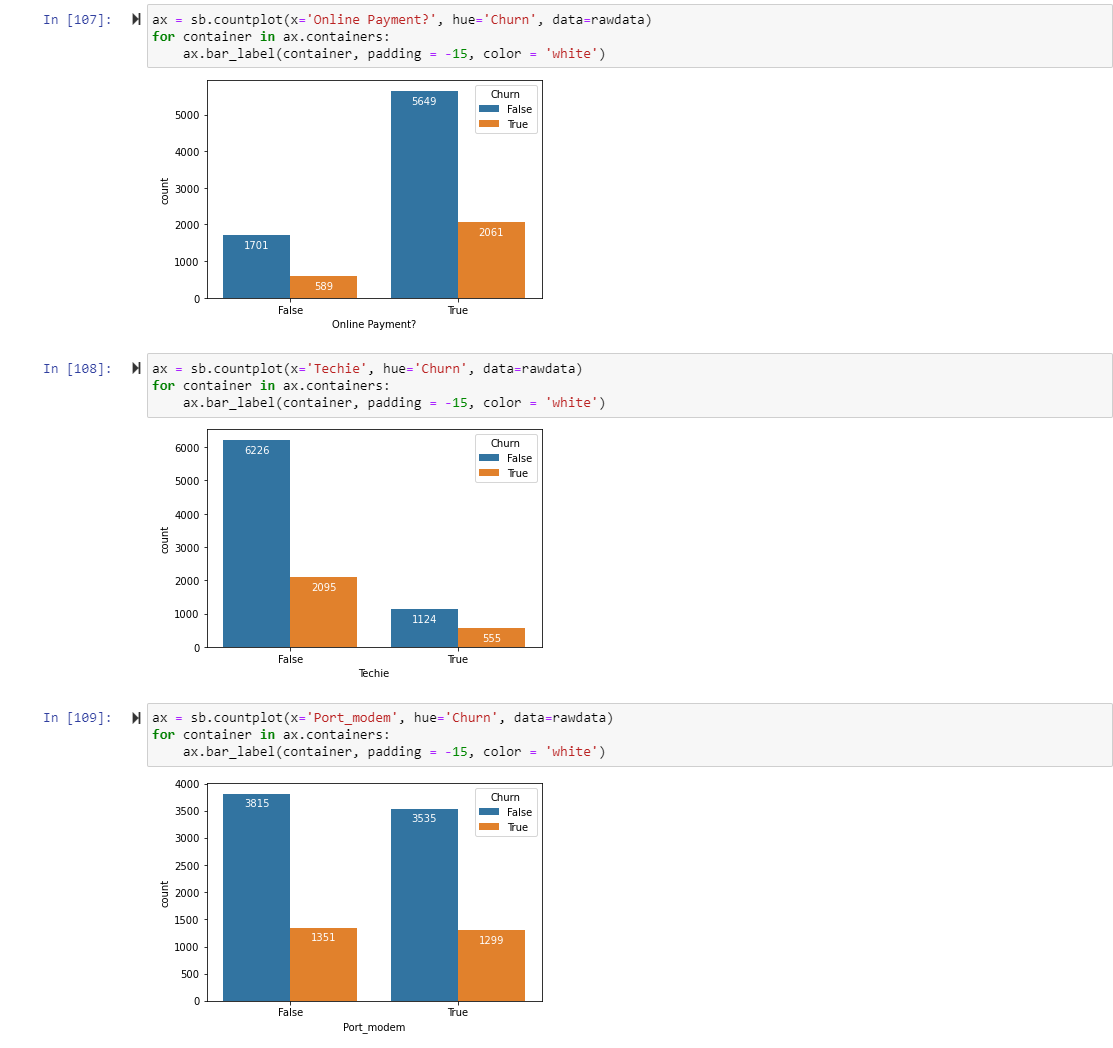 In [107]:
ax = sb.countplot(x='Online Payment?', hue='Churn', data=rawdata)
for container in ax.containers:
    ax.bar_label(container, padding = -15, color = 'white')
Churn
False
True
5000
4000
3000
2000
1000
0
count
1701
589
5649
2061
False
True
Online Payment?
In [108]:
ax = sb.countplot(x='Techie', hue='Churn', data=rawdata)
for container in ax.containers:
    ax.bar_label(container, padding = -15, color = 'white')
Churn
False
True
6000
5000
4000
3000
2000
1000
0
count
6226
2095
1124
555
False
True
Techie
In [109]:
ax = sb.countplot(x='Port_modem', hue='Churn', data=rawdata)
for container in ax.containers:
    ax.bar_label(container, padding = -15, color = 'white')
Churn
False
True
4000
3500
3000
2500
2000
1500
1000
500
0
count
3815
1351
3535
1299
False
True
Port_modem